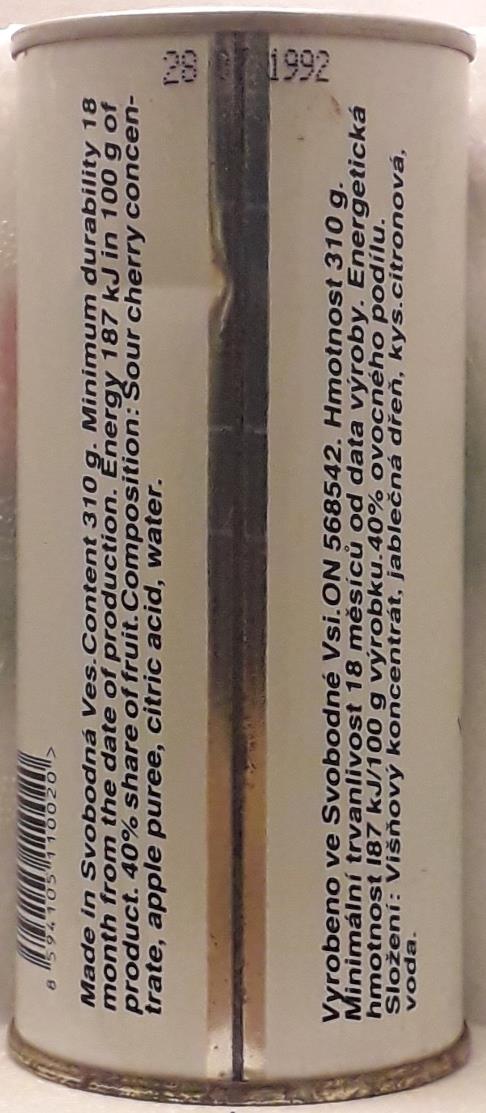 28 1992
8 594105 110020 >
Made in Svobodná Ves.Content 310 g. Minimum durability 18
month from the date of production. Energy 187 kJ in 100 g of
product. 40% share of fruit.Composition: Sour cherry concen-
trate, apple puree, citric acid, water.
Vyrobeno ve Svobodné Vsi.ON 568542. Hmotnost 310 g.
Minimální trvanlivost 18 měsíců od data výroby. Energetická
hmotnost l87 kJ/100 g výrobku.40% ovocného podílu.
Složení: Višňový koncentrát, jablečná dřeň, kys.citronová,
voda.